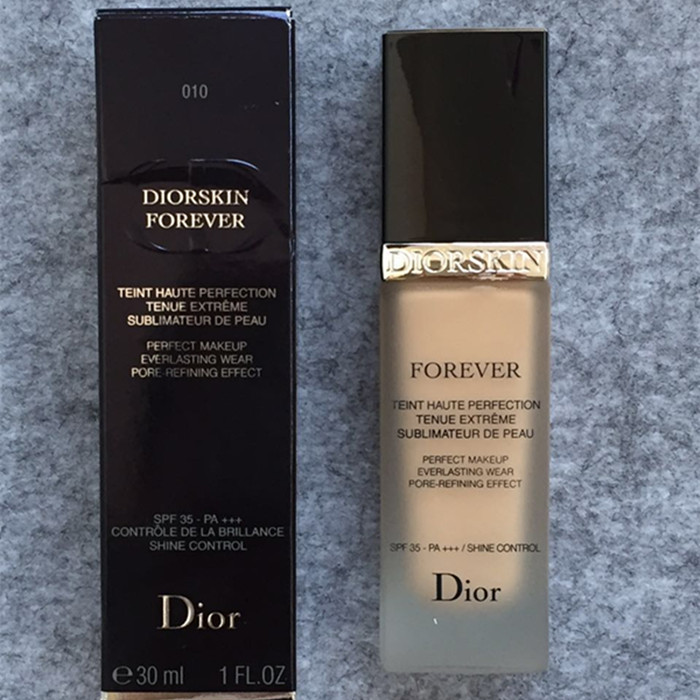 010
DIORSKIN
FOREVER
TEINT HAUTE PERFECTION
TENUE EXTRÊME
SUBLIMATEUR DE PEAU
PERFECT MAKEUP
EVERLASTING WEAR
PORE-REFINING EFFECT
SPF 35 - PA +++
CONTRÔLE DE LA BRILLANCE
SHINE CONTROL
Dior
℮ 30 ml 1 FL.OZ
DIORSKIN
FOREVER
TEINT HAUTE PERFECTION
TENUE EXTRÊME
SUBLIMATEUR DE PEAU
PERFECT MAKEUP
EVERLASTING WEAR
PORE-REFINING EFFECT
SPF 35 - PA +++ / SHINE CONTROL
Dior